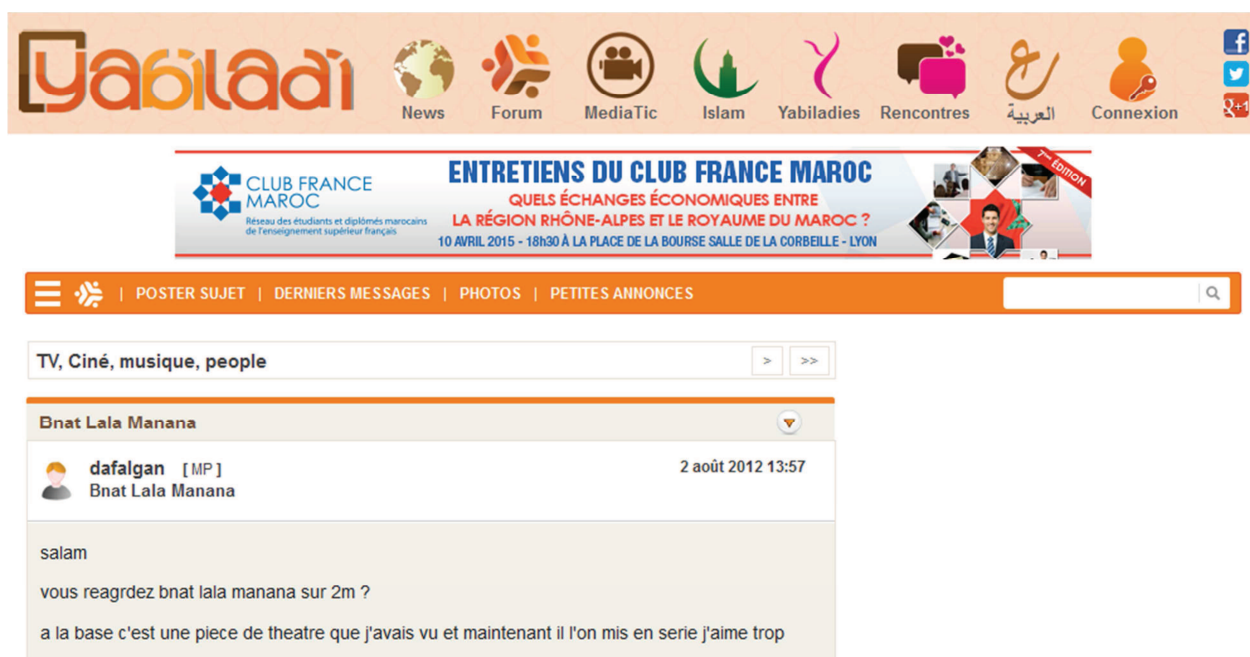 Yabiladi
News Forum MediaTic Islam Yabiladies Rencontres العربية Connexion
CLUB FRANCE
MAROC
Réseau des étudiants et diplômés marocains
de l'enseignement supérieur français
ENTRETIENS DU CLUB FRANCE MAROC
QUELS ÉCHANGES ÉCONOMIQUES ENTRE
LA RÉGION RHÔNE-ALPES ET LE ROYAUME DU MAROC ?
10 AVRIL 2015 - 18h30 À LA PLACE DE LA BOURSE SALLE DE LA CORBEILLE - LYON
7ème ÉDITION
| POSTER SUJET | DERNIERS MESSAGES | PHOTOS | PETITES ANNONCES
TV, Ciné, musique, people > >>
Bnat Lala Manana
dafalgan [ MP ] 2 août 2012 13:57
Bnat Lala Manana
salam
vous reagrdez bnat lala manana sur 2m ?
a la base c'est une piece de theatre que j'avais vu et maintenant il l'on mis en serie j'aime trop